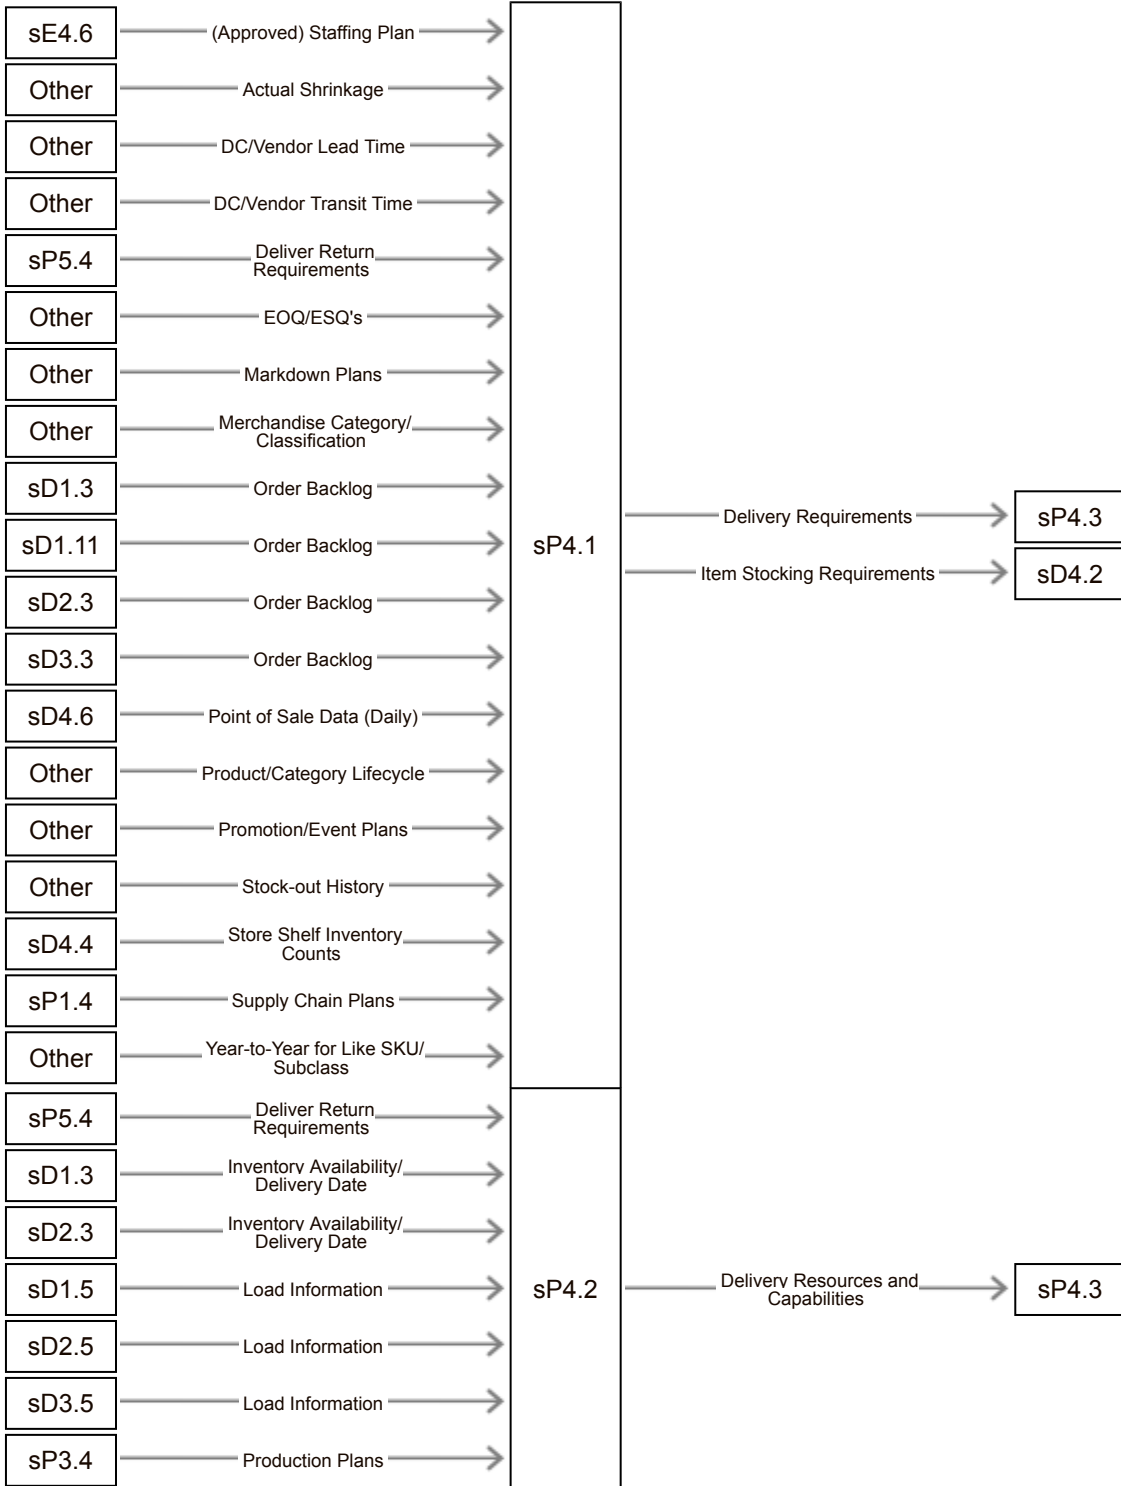 sE4.6 (Approved) Staffing Plan
Other Actual Shrinkage
Other DC/Vendor Lead Time
Other DC/Vendor Transit Time
sP5.4 Deliver Return
Requirements
Other EOQ/ESQ's
Other Markdown Plans
Other Merchandise Category/
Classification
sD1.3 Order Backlog
Delivery Requirements sP4.3
sD1.11 Order Backlog sP4.1
Item Stocking Requirements sD4.2
sD2.3 Order Backlog
sD3.3 Order Backlog
sD4.6 Point of Sale Data (Daily)
Other Product/Category Lifecycle
Other Promotion/Event Plans
Other Stock-out History
sD4.4 Store Shelf Inventory
Counts
sP1.4 Supply Chain Plans
Other Year-to-Year for Like SKU/
Subclass
sP5.4 Deliver Return
Requirements
sD1.3 Inventory Availability/
Delivery Date
sD2.3 Inventory Availability/
Delivery Date
sD1.5 Load Information sP4.2 Delivery Resources and
Capabilities sP4.3
sD2.5 Load Information
sD3.5 Load Information
sP3.4 Production Plans